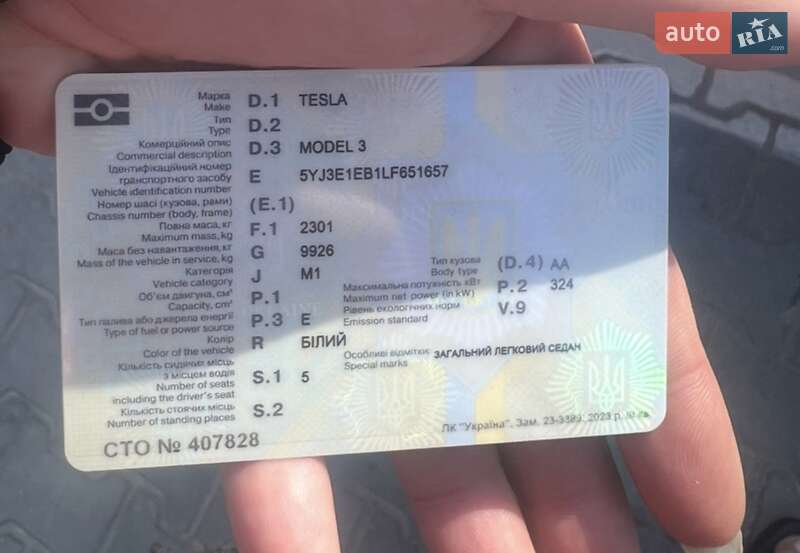 auto RIA .com
Марка
Make
D.1 TESLA
Тип
Type
D.2
Комерційний опис
Commercial description
D.3 MODEL 3
Ідентифікаційний номер
транспортного засобу
Vehicle identification number
E 5YJ3E1EB1LF651657
Номер шасі (кузова, рами)
Chassis number (body, frame)
(E.1)
Повна маса, кг
Maximum mass, kg
F.1 2301
Маса без навантаження, кг
Mass of the vehicle in service, kg
G 9926
Тип кузова
Body type
(D.4) AA
Категорія
Vehicle category
J M1
Максимальна потужність кВт
Maximum net power (in kW)
P.2 324
Об'єм двигуна, см³
Capacity, cm³
P.1
Рівень екологічних норм
Emission standard
V.9
Тип палива або джерела енергії
Type of fuel or power source
P.3 E
Колір
Color of the vehicle
R БІЛИЙ
Особливі відмітки
Special marks
ЗАГАЛЬНИЙ ЛЕГКОВИЙ СЕДАН
Кількість сидячих місць
з місцем водія
Number of seats
including the driver's seat
S.1 5
Кількість стоячих місць
Number of standing places
S.2
СТО № 407828
ЛК "Україна". Зам. 23-3389. 2023 р.